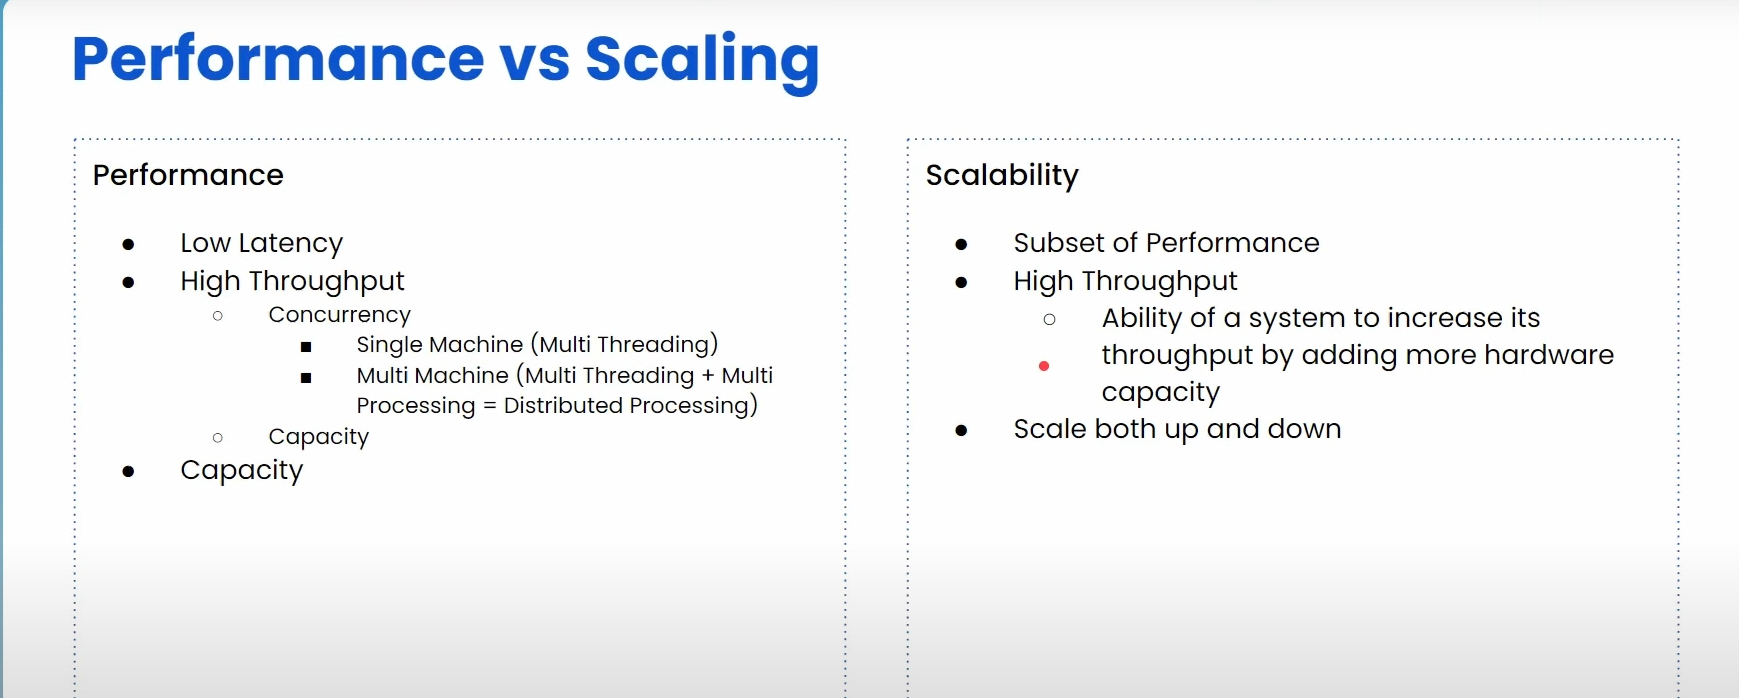 Performance vs Scaling
Performance
● Low Latency
● High Throughput
○ Concurrency
■ Single Machine (Multi Threading)
■ Multi Machine (Multi Threading + Multi
Processing = Distributed Processing)
○ Capacity
● Capacity
Scalability
● Subset of Performance
● High Throughput
○ Ability of a system to increase its
throughput by adding more hardware
capacity
● Scale both up and down